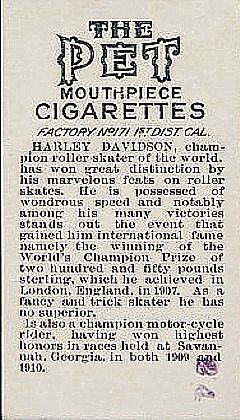 THE
PET
MOUTHPIECE
CIGARETTES
FACTORY Nº171 1ST DIST. CAL.
HARLEY DAVIDSON, cham-
pion roller skater of the world,
has won great distinction by
his marvelous feats on roller
skates. He is possessed of
wondrous speed and notably
among his many victories
stands out the event that
gained him international fame
namely the winning of the
World's Champion Prize of
two hundred and fifty pounds
sterling, which he achieved in
London, England, in 1907. As a
fancy and trick skater he has
no superior.
Is also a champion motor-cycle
rider, having won highest
honors in races held at Savan-
nah, Georgia, in both 1909 and
1910.